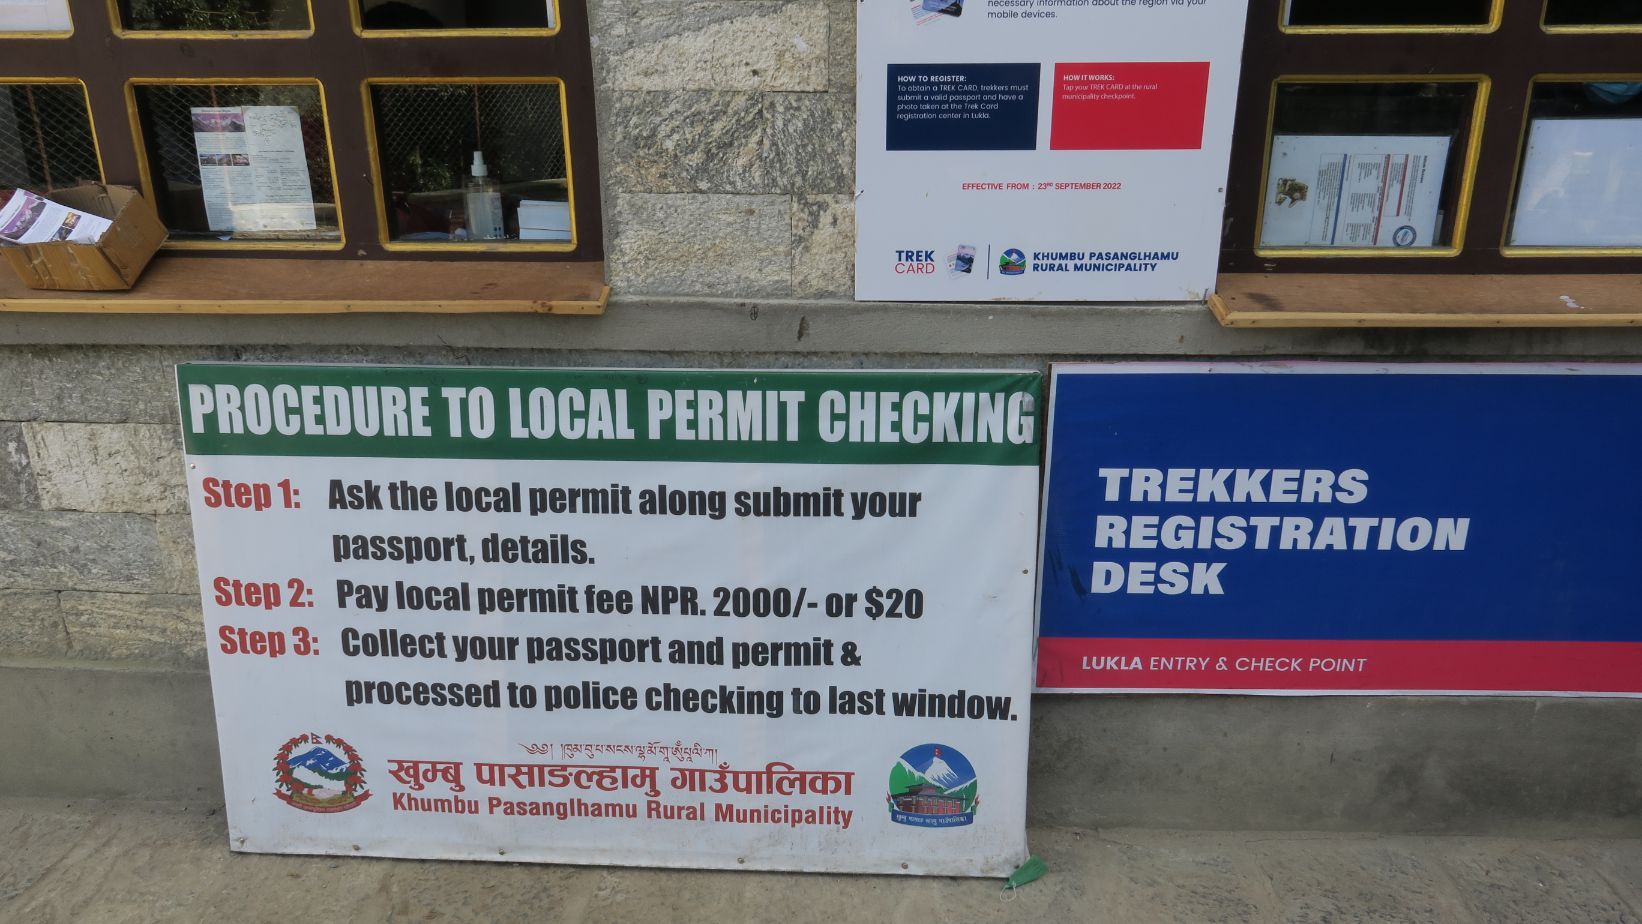 necessary information about the region via your
mobile devices.
HOW TO REGISTER:
To obtain a TREK CARD, trekkers must
submit a valid passport and have a
photo taken at the Trek Card
registration center in Lukla.
HOW IT WORKS:
Tap your TREK CARD at the rural
municipality checkpoint.
EFFECTIVE FROM : 23RD SEPTEMBER 2022
TREK
CARD
KHUMBU PASANGLHAMU
RURAL MUNICIPALITY
PROCEDURE TO LOCAL PERMIT CHECKING
Step 1: Ask the local permit along submit your
passport, details.
Step 2: Pay local permit fee NPR. 2000/- or $20
Step 3: Collect your passport and permit &
processed to police checking to last window.
खुम्बु पासाङल्हामु गाउँपालिका
Khumbu Pasanglhamu Rural Municipality
TREKKERS
REGISTRATION
DESK
LUKLA ENTRY & CHECK POINT